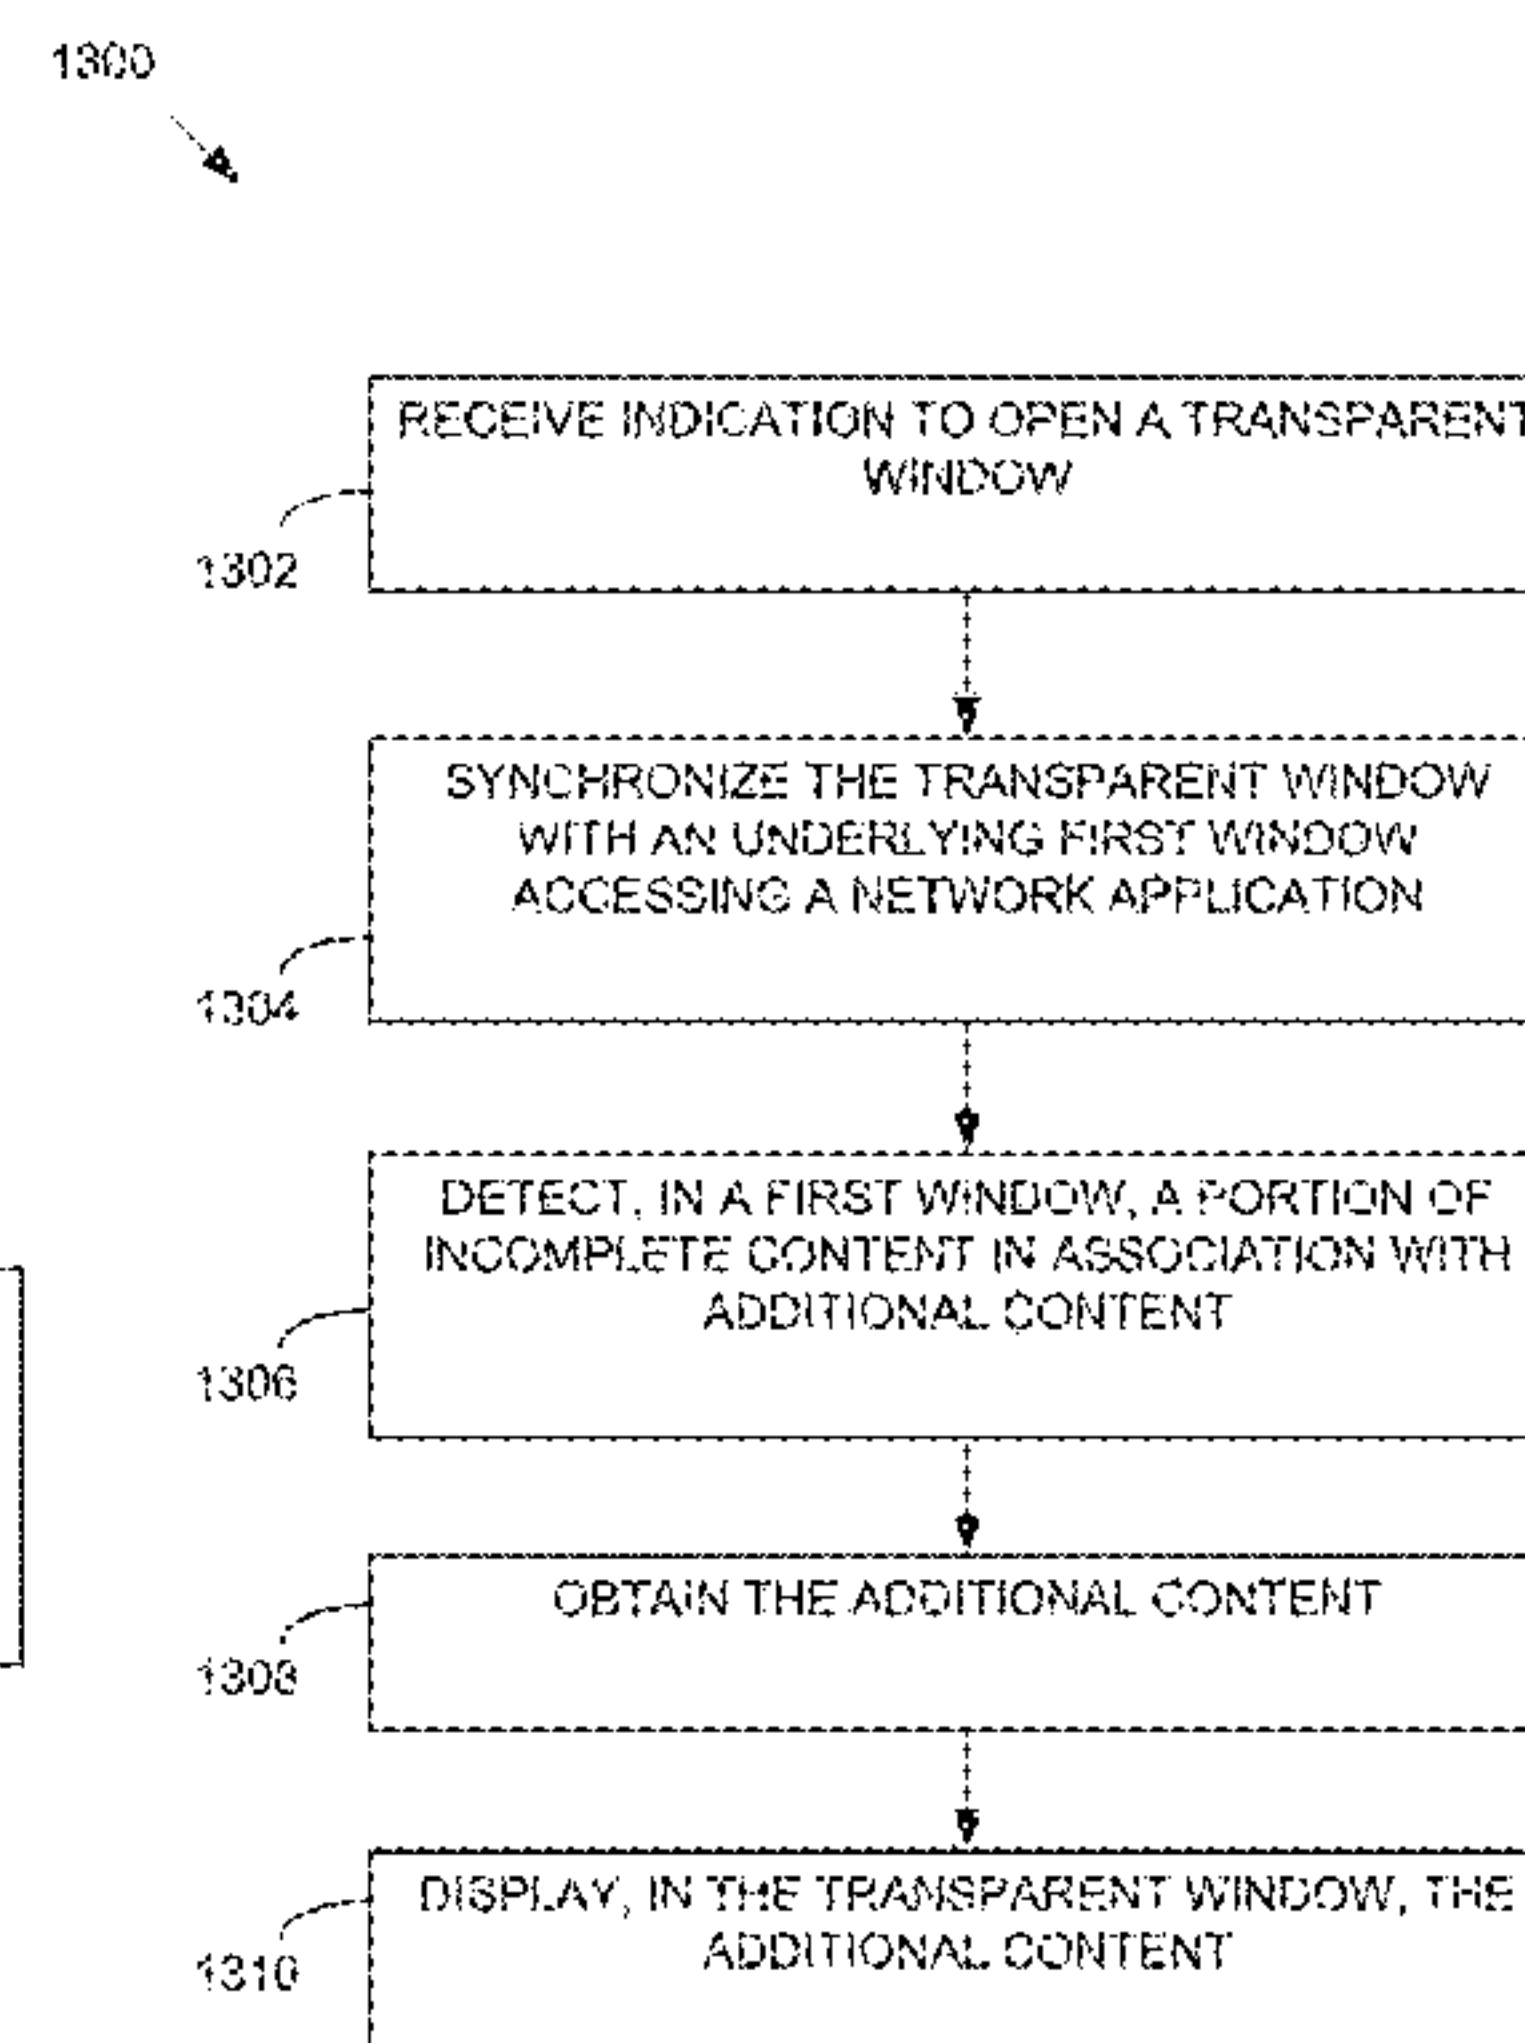 1300
RECEIVE INDICATION TO OPEN A TRANSPARENT
WINDOW
1302
SYNCHRONIZE THE TRANSPARENT WINDOW
WITH AN UNDERLYING FIRST WINDOW
ACCESSING A NETWORK APPLICATION
1304
DETECT, IN A FIRST WINDOW, A PORTION OF
INCOMPLETE CONTENT IN ASSOCIATION WITH
ADDITIONAL CONTENT
1306
OBTAIN THE ADDITIONAL CONTENT
1308
DISPLAY, IN THE TRANSPARENT WINDOW, THE
ADDITIONAL CONTENT
1310